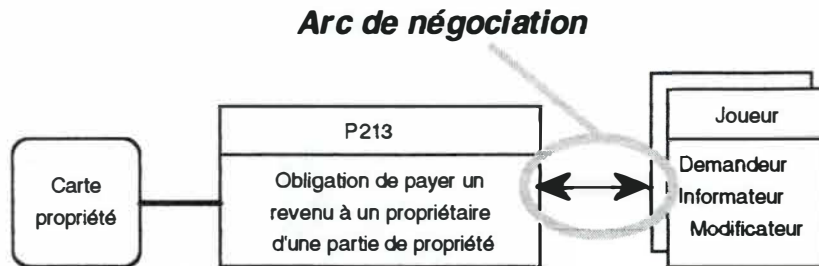 Arc de négociation
P213
Joueur
Carte
propriété
Obligation de payer un
revenu à un propriétaire
d'une partie de propriété
Demandeur
Informateur
Modificateur